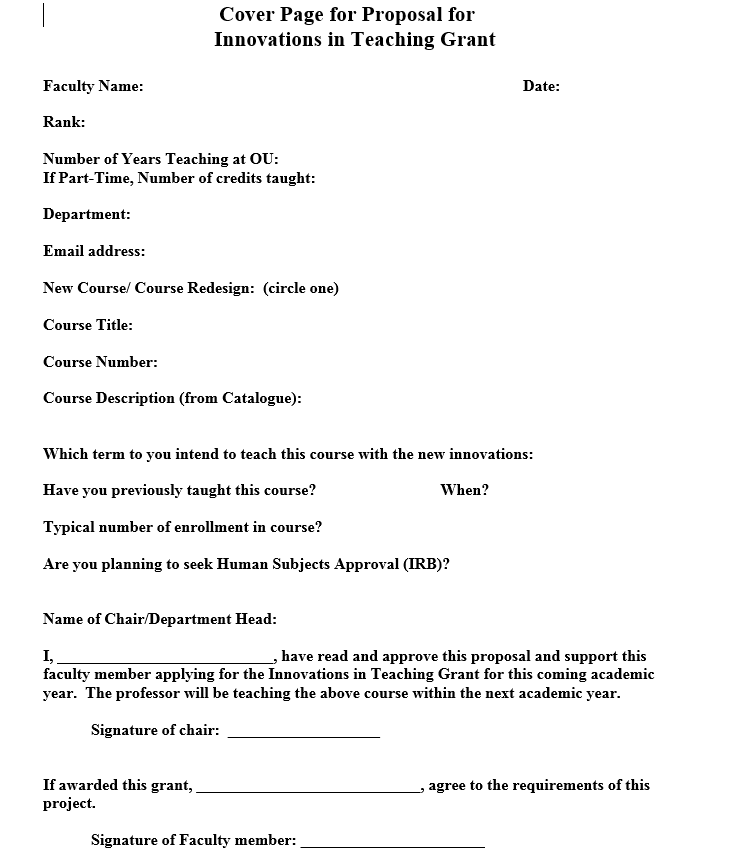 Cover Page for Proposal for
Innovations in Teaching Grant
Faculty Name: Date:
Rank:
Number of Years Teaching at OU:
If Part-Time, Number of credits taught:
Department:
Email address:
New Course/ Course Redesign:  (circle one)
Course Title:
Course Number:
Course Description (from Catalogue):
Which term to you intend to teach this course with the new innovations:
Have you previously taught this course? When?
Typical number of enrollment in course?
Are you planning to seek Human Subjects Approval (IRB)?
Name of Chair/Department Head:
I, ___________________________, have read and approve this proposal and support this
faculty member applying for the Innovations in Teaching Grant for this coming academic
year.  The professor will be teaching the above course within the next academic year.
Signature of chair:  ___________________
If awarded this grant, ____________________________, agree to the requirements of this
project.
Signature of Faculty member: _______________________